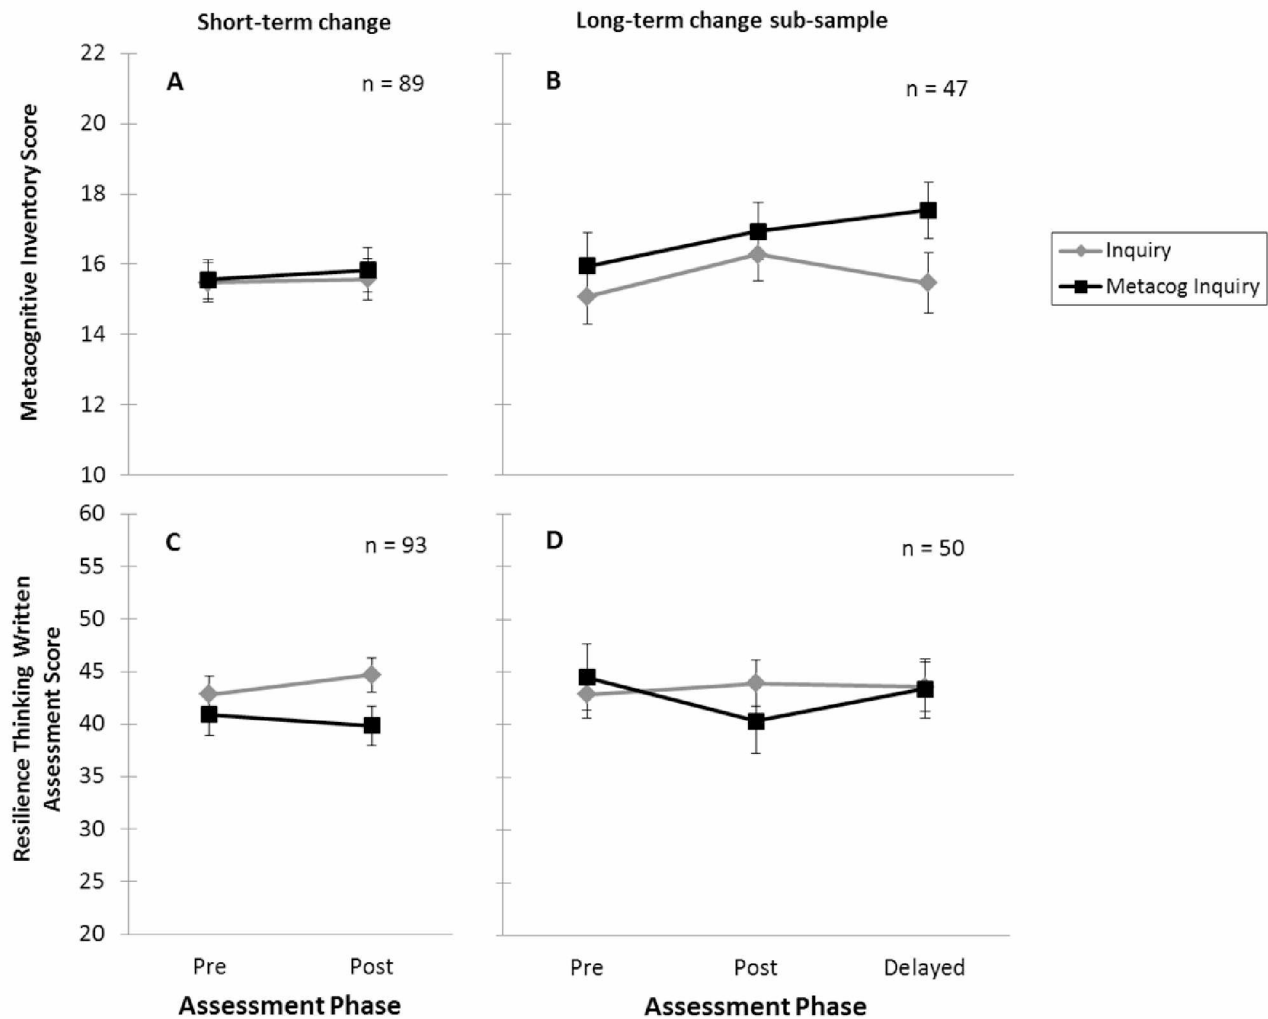 Short-term change
Long-term change sub-sample
22
20
18
16
14
12
10
Metacognitive Inventory Score
A
n = 89
B
n = 47
Inquiry
Metacog Inquiry
60
55
50
45
40
35
30
25
20
Resilience Thinking Written
Assessment Score
C
n = 93
D
n = 50
Pre
Post
Pre
Post
Delayed
Assessment Phase
Assessment Phase